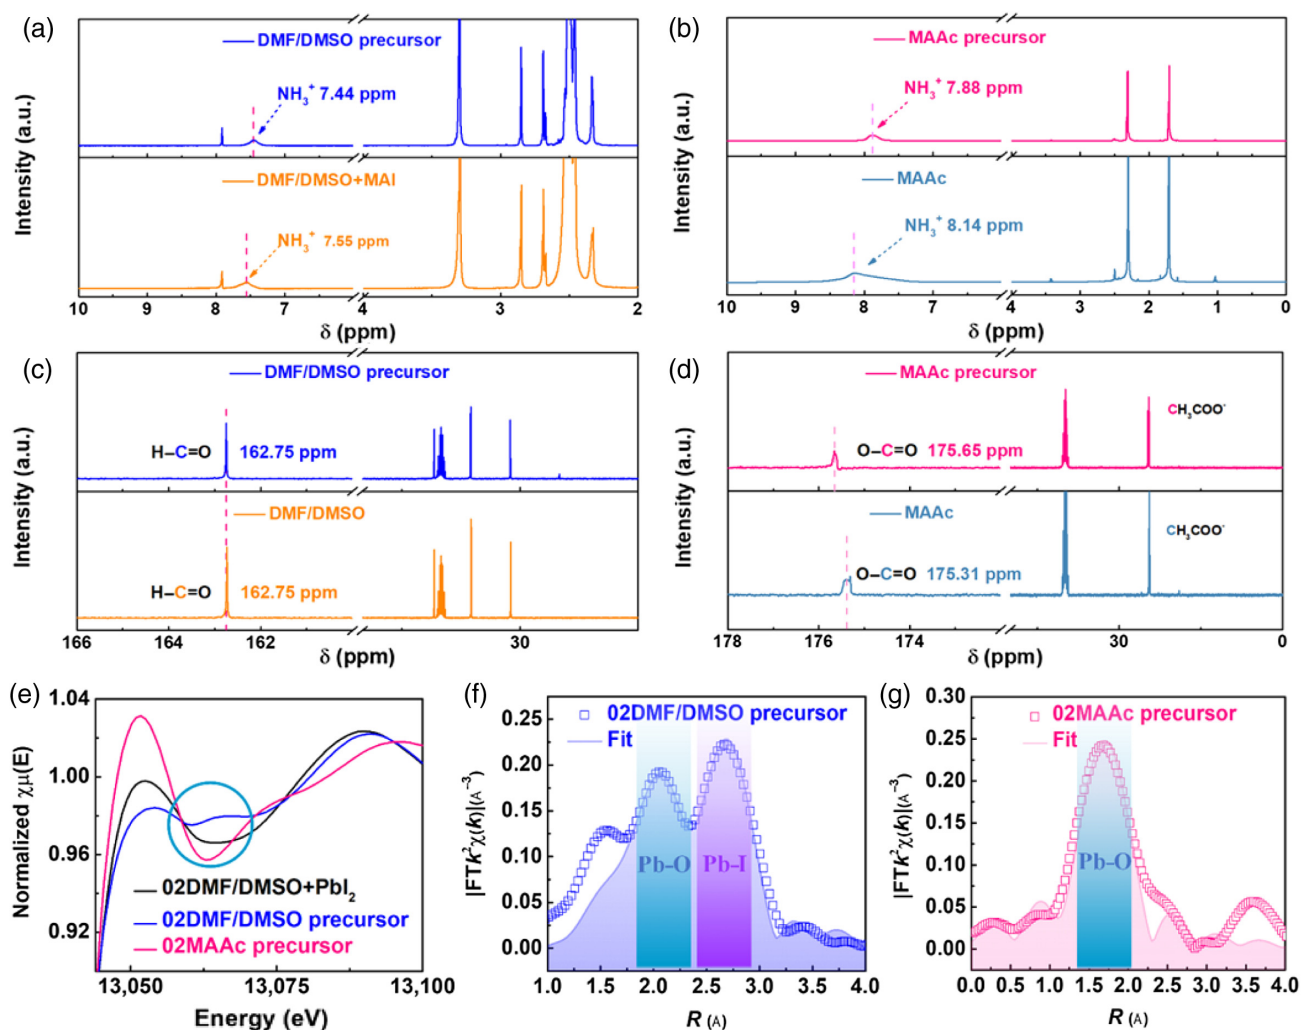 (a)
DMF/DMSO precursor
NH3+ 7.44 ppm
DMF/DMSO+MAI
NH3+ 7.55 ppm
Intensity (a.u.)
Intensity (a.u.)
10 9 8 7 4 3 2
δ (ppm)
(b)
MAAc precursor
NH3+ 7.88 ppm
MAAc
NH3+ 8.14 ppm
Intensity (a.u.)
Intensity (a.u.)
10 9 8 7 4 3 2 1 0
δ (ppm)
(c)
DMF/DMSO precursor
H–C=O 162.75 ppm
DMF/DMSO
H–C=O 162.75 ppm
Intensity (a.u.)
Intensity (a.u.)
166 164 162 30
δ (ppm)
(d)
MAAc precursor
CH3COO-
O–C=O 175.65 ppm
MAAc
CH3COO-
O–C=O 175.31 ppm
Intensity (a.u.)
Intensity (a.u.)
178 176 174 30 0
δ (ppm)
(e)
1.04
1.00
0.96
0.92
Normalized χμ(E)
02DMF/DMSO+PbI2
02DMF/DMSO precursor
02MAAc precursor
13,050 13,075 13,100
Energy (eV)
(f)
02DMF/DMSO precursor
Fit
Pb–O Pb–I
0.25
0.20
0.15
0.10
0.05
0.00
|FTk2χ(k)|(A-3)
1.0 1.5 2.0 2.5 3.0 3.5 4.0
R (A)
(g)
02MAAc precursor
Fit
Pb–O
0.30
0.25
0.20
0.15
0.10
0.05
0.00
|FTk2χ(k)|(A-3)
0.0 0.5 1.0 1.5 2.0 2.5 3.0 3.5 4.0
R (A)